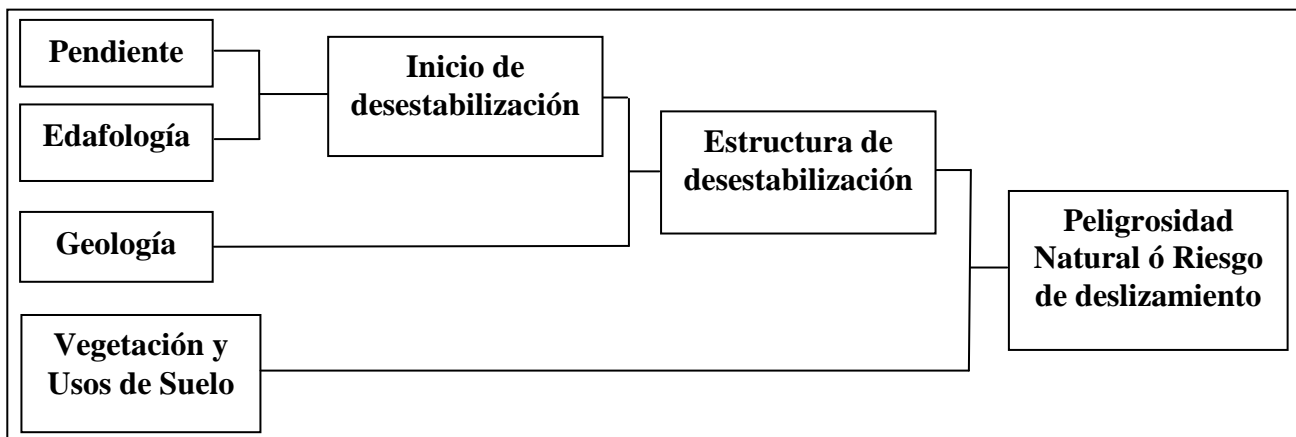 Pendiente
Edafología
Geología
Vegetación y
Usos de Suelo
Inicio de
desestabilización
Estructura de
desestabilización
Peligrosidad
Natural ó Riesgo
de deslizamiento